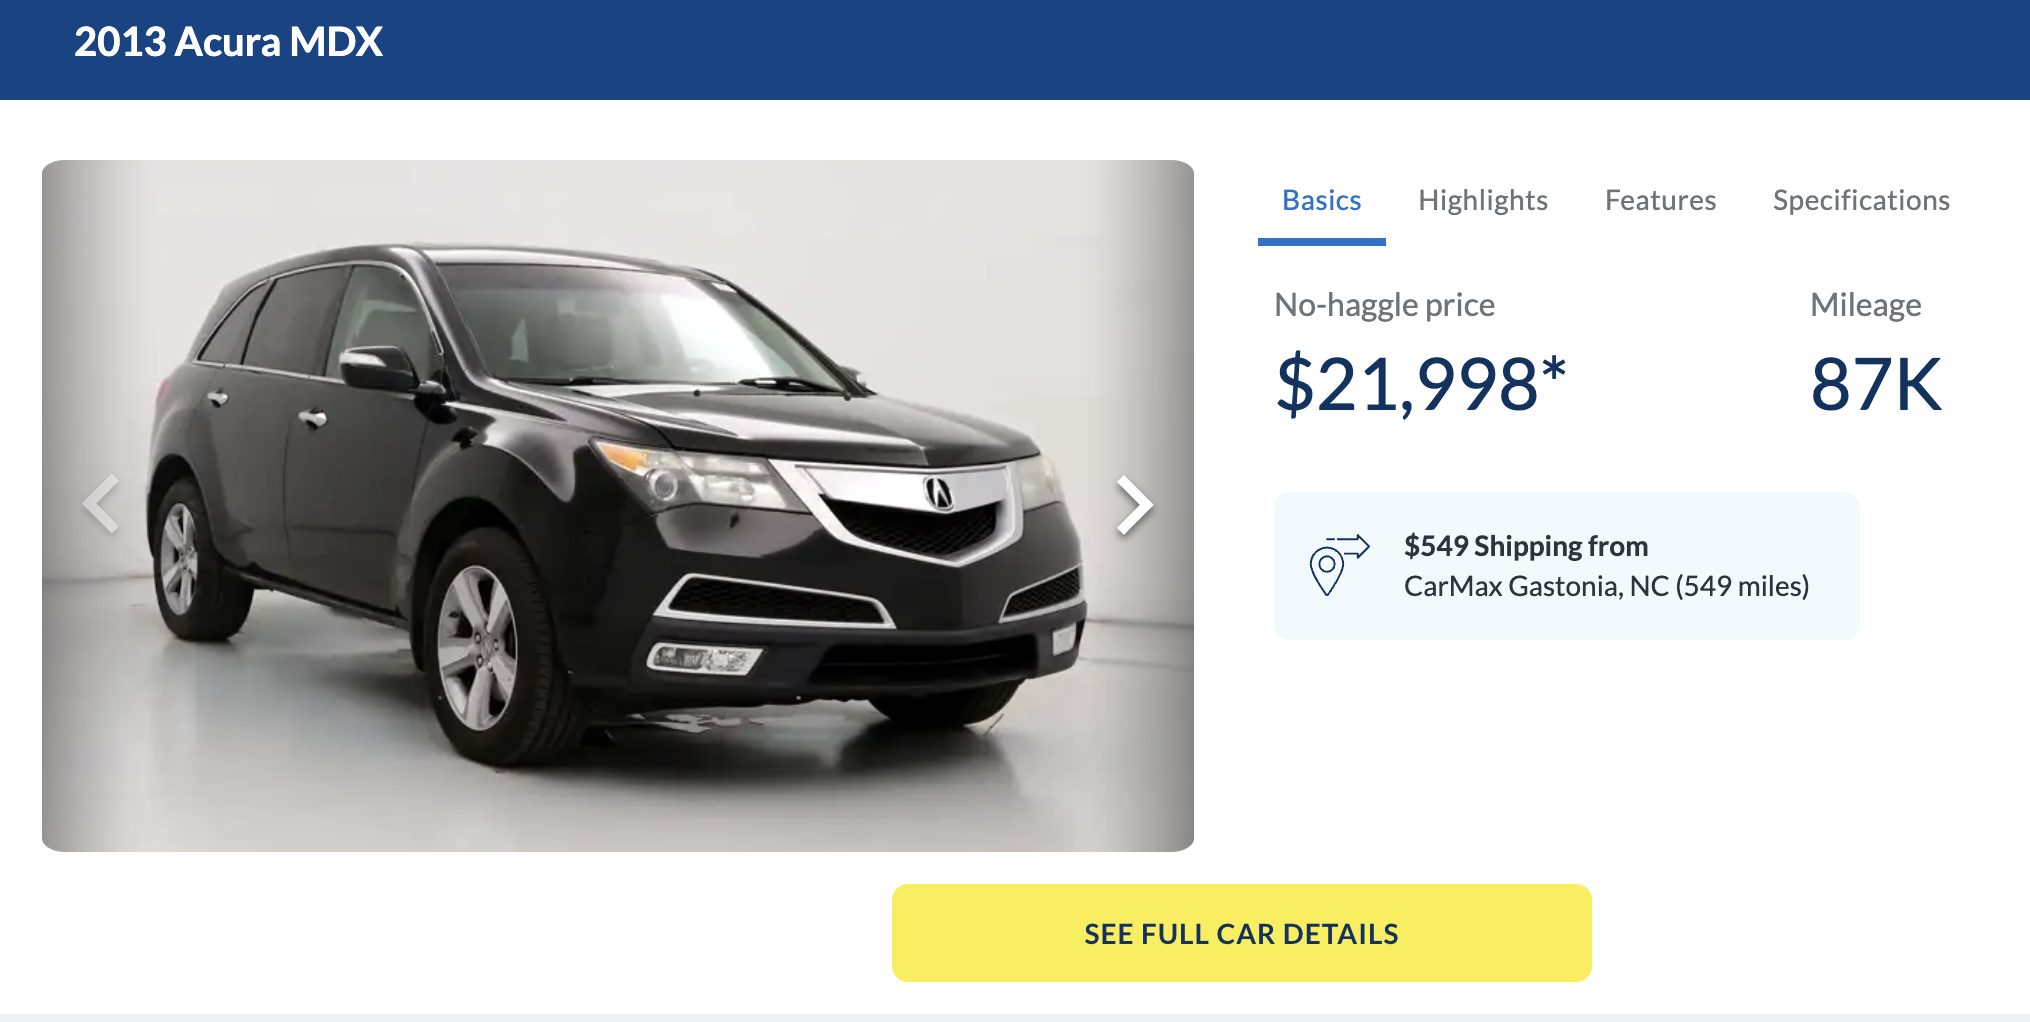 2013 Acura MDX
Basics Highlights Features Specifications
No-haggle price
$21,998*
Mileage
87K
$549 Shipping from
CarMax Gastonia, NC (549 miles)
SEE FULL CAR DETAILS